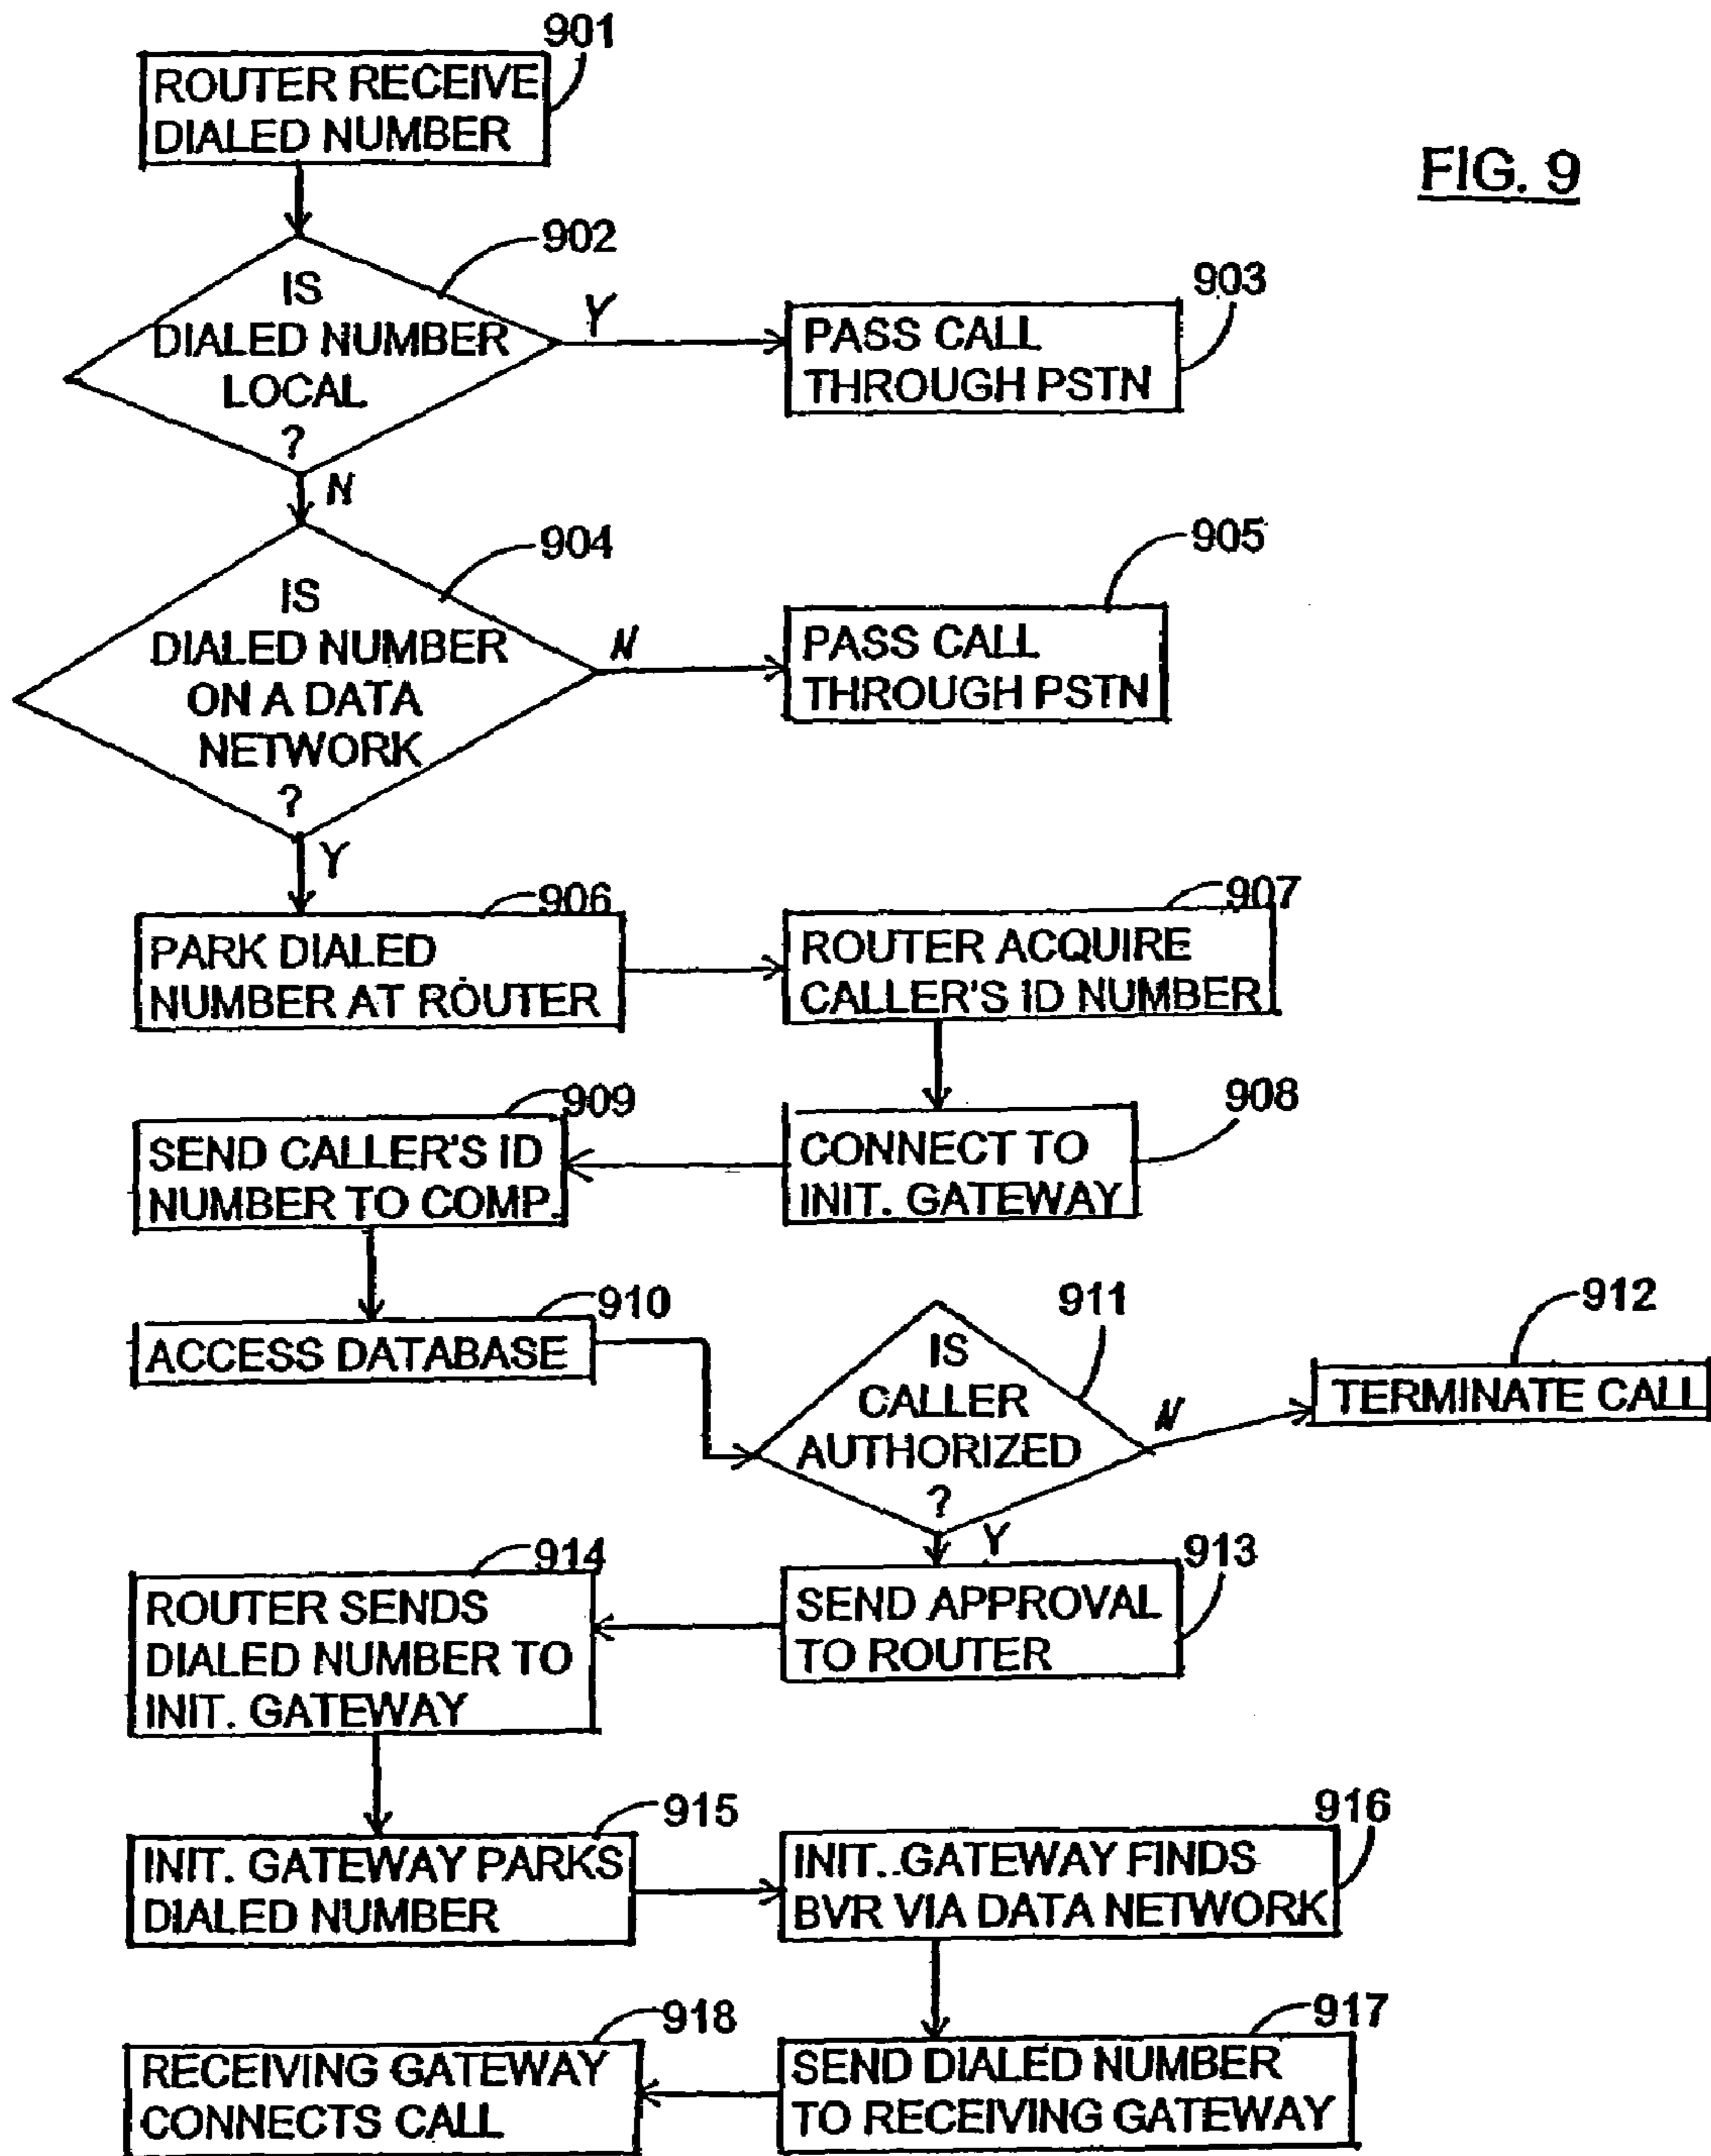 901
ROUTER RECEIVE
DIALED NUMBER
FIG. 9
902
IS
DIALED NUMBER
LOCAL
?
Y
903
PASS CALL
THROUGH PSTN
N
904
IS
DIALED NUMBER
ON A DATA
NETWORK
?
N
905
PASS CALL
THROUGH PSTN
Y
906
PARK DIALED
NUMBER AT ROUTER
907
ROUTER ACQUIRE
CALLER'S ID NUMBER
908
CONNECT TO
INIT. GATEWAY
909
SEND CALLER'S ID
NUMBER TO COMP.
910
ACCESS DATABASE
911
IS
CALLER
AUTHORIZED
?
N
912
TERMINATE CALL
Y
913
SEND APPROVAL
TO ROUTER
914
ROUTER SENDS
DIALED NUMBER TO
INIT. GATEWAY
915
INIT. GATEWAY PARKS
DIALED NUMBER
916
INIT. GATEWAY FINDS
BVR VIA DATA NETWORK
917
SEND DIALED NUMBER
TO RECEIVING GATEWAY
918
RECEIVING GATEWAY
CONNECTS CALL